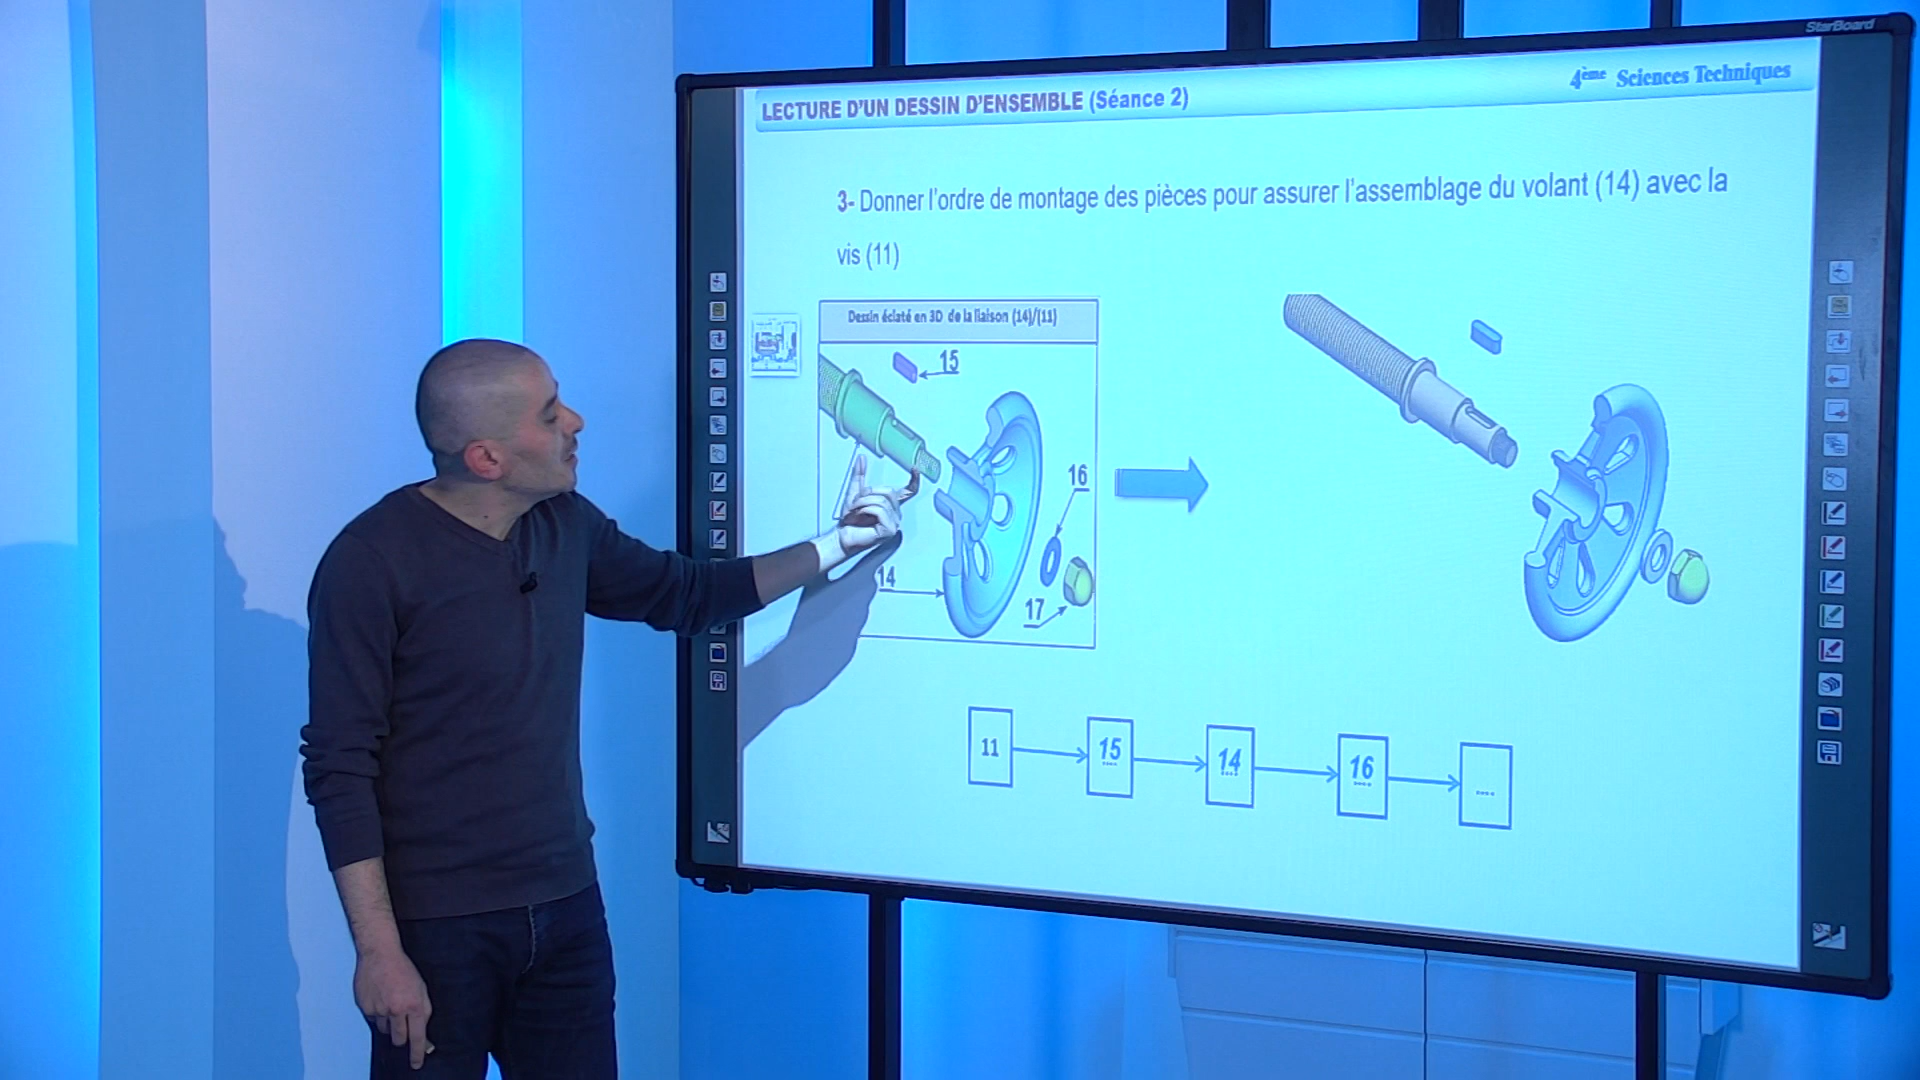 StarBoard
4ème Sciences Techniques
LECTURE D'UN DESSIN D'ENSEMBLE (Séance 2)
3- Donner l'ordre de montage des pièces pour assurer l'assemblage du volant (14) avec la
vis (11)
Dessin éclaté en 3D de la liaison (14)/(11)
15
16
14
17
11
15
....
14
....
16
....
....